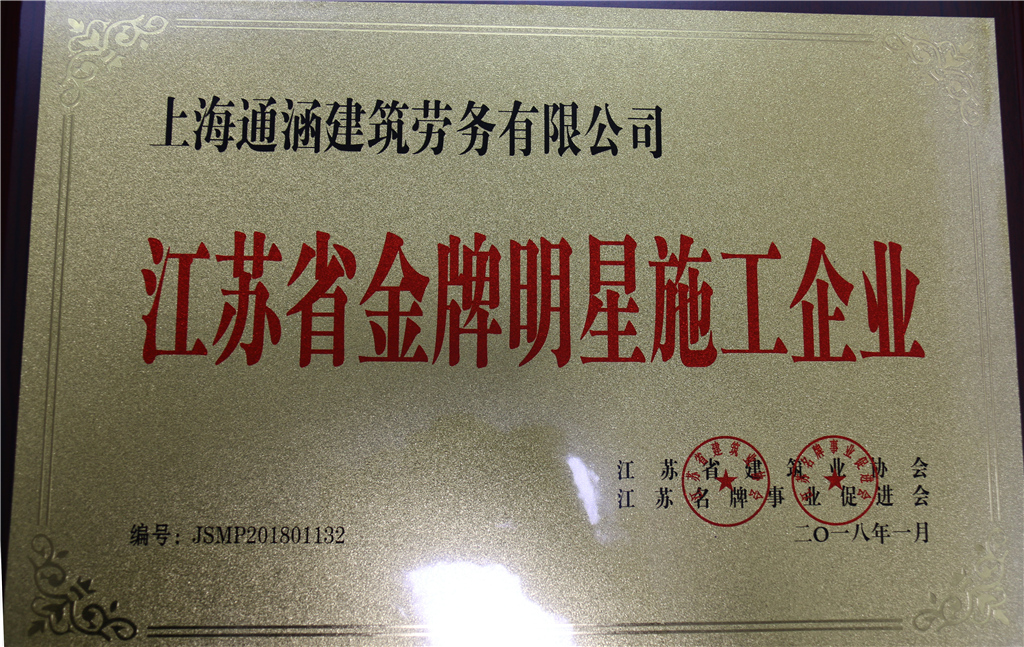 上海通涵建筑劳务有限公司
江苏省金牌明星施工企业
江苏省建筑业协会
江苏名牌事业促进会
编号：JSMP201801132
二〇一八年一月